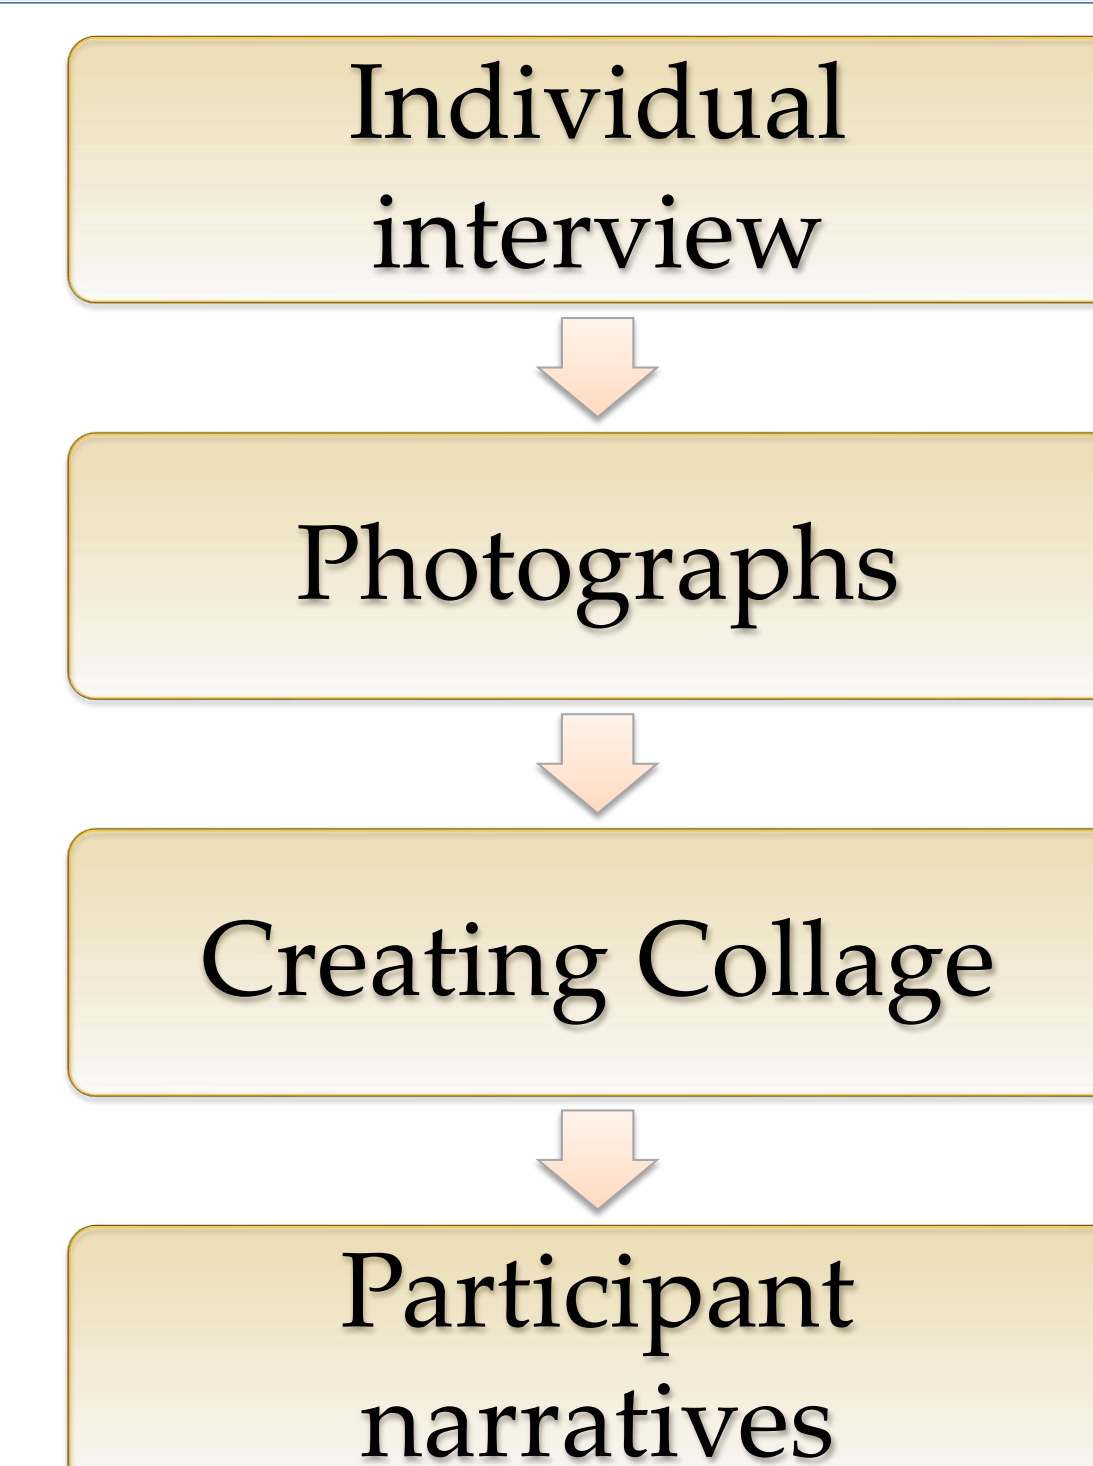 Individual
interview
Photographs
Creating Collage
Participant
narratives